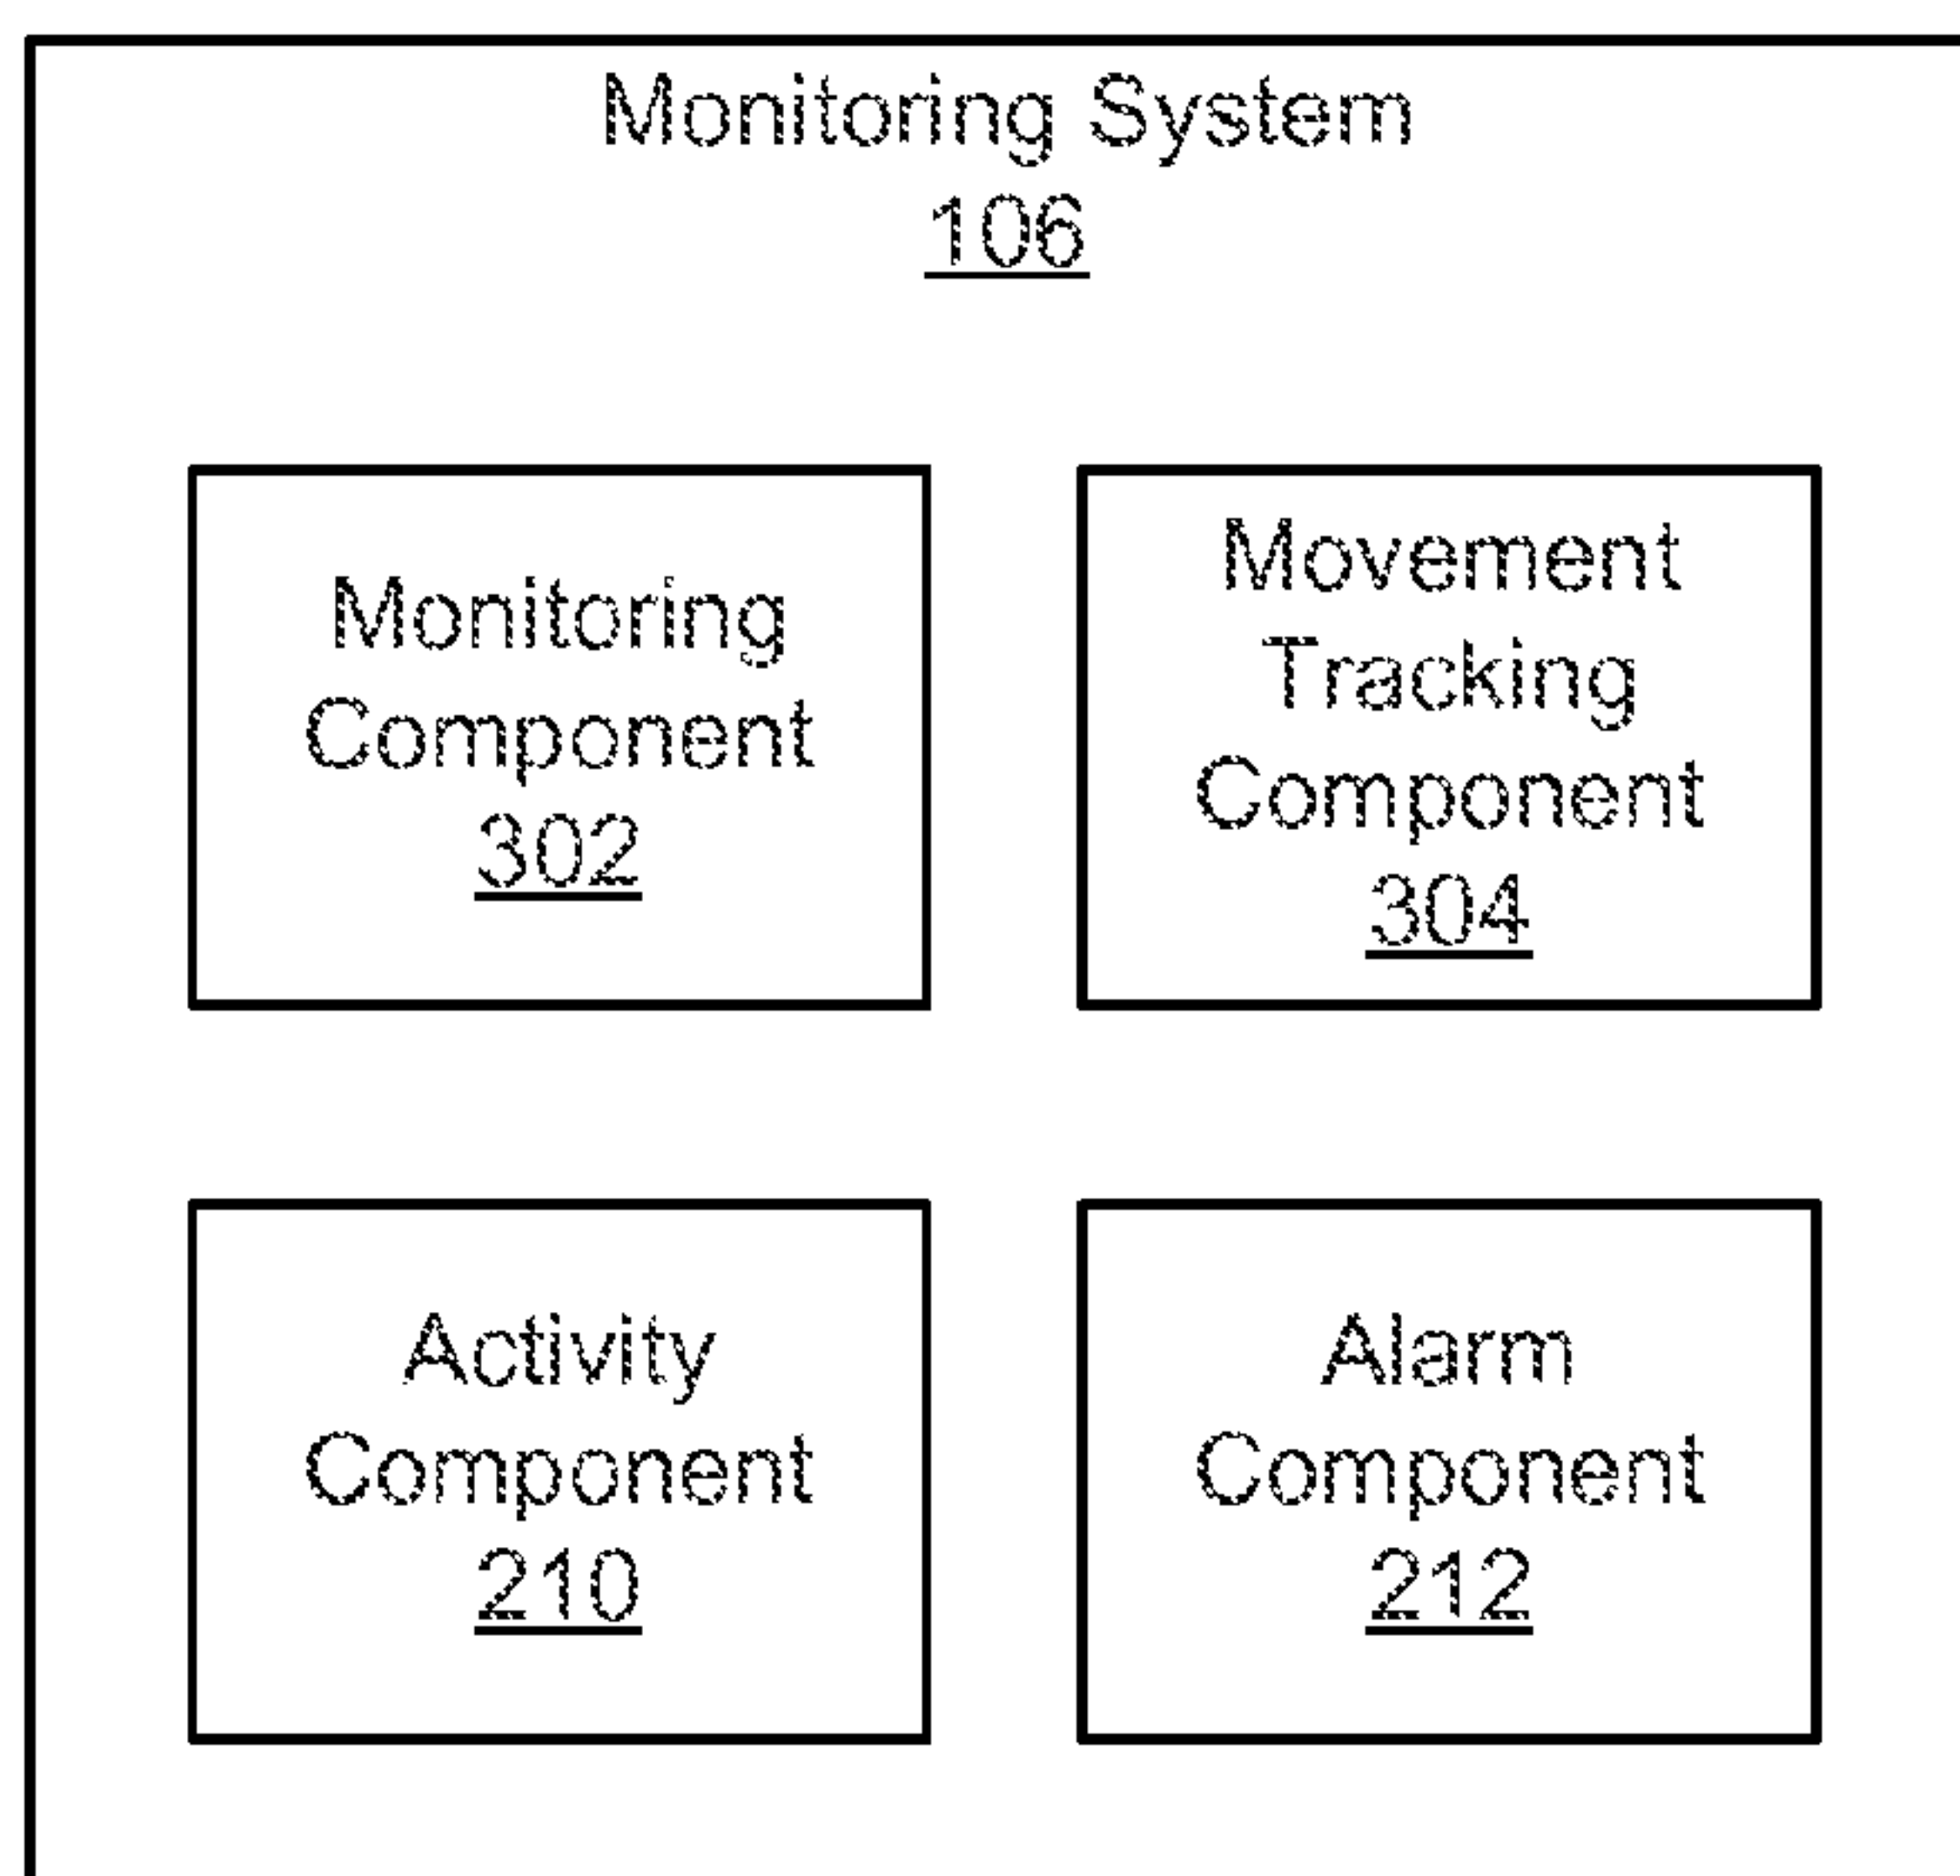 Monitoring System
106
Monitoring
Component
302
Movement
Tracking
Component
304
Activity
Component
210
Alarm
Component
212